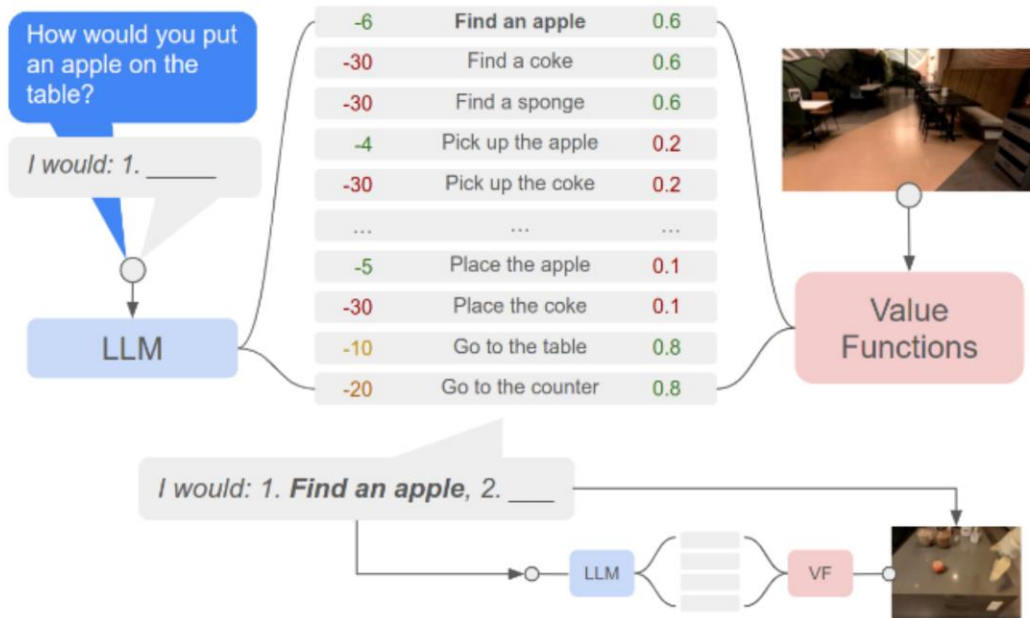 How would you put
an apple on the
table?
I would: 1. _____
LLM
-6 Find an apple 0.6
-30 Find a coke 0.6
-30 Find a sponge 0.6
-4 Pick up the apple 0.2
-30 Pick up the coke 0.2
... ... ...
-5 Place the apple 0.1
-30 Place the coke 0.1
-10 Go to the table 0.8
-20 Go to the counter 0.8
Value
Functions
I would: 1. Find an apple, 2. ___
LLM
VF